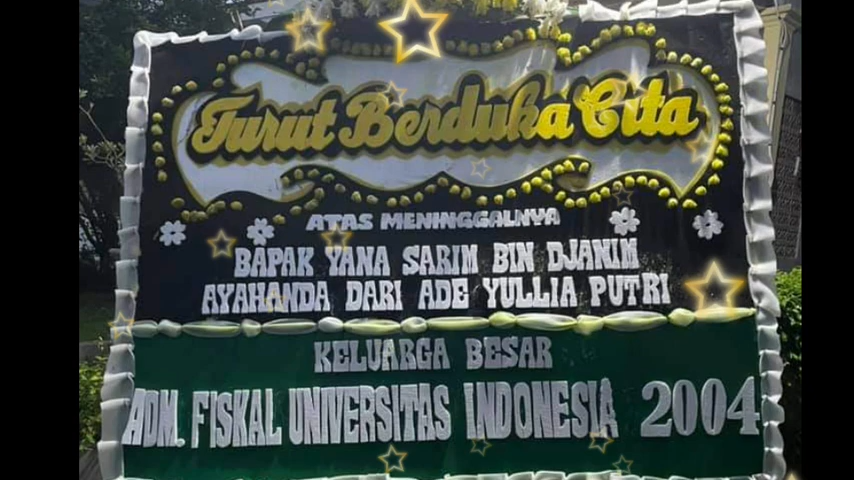 Turut Berduka Cita
ATAS MENINGGALNYA
BAPAK YANA SARIM BIN DJANIM
AYAHANDA DARI ADE YULLIA PUTRI
KELUARGA BESAR
ADM. FISKAL UNIVERSITAS INDONESIA 2004